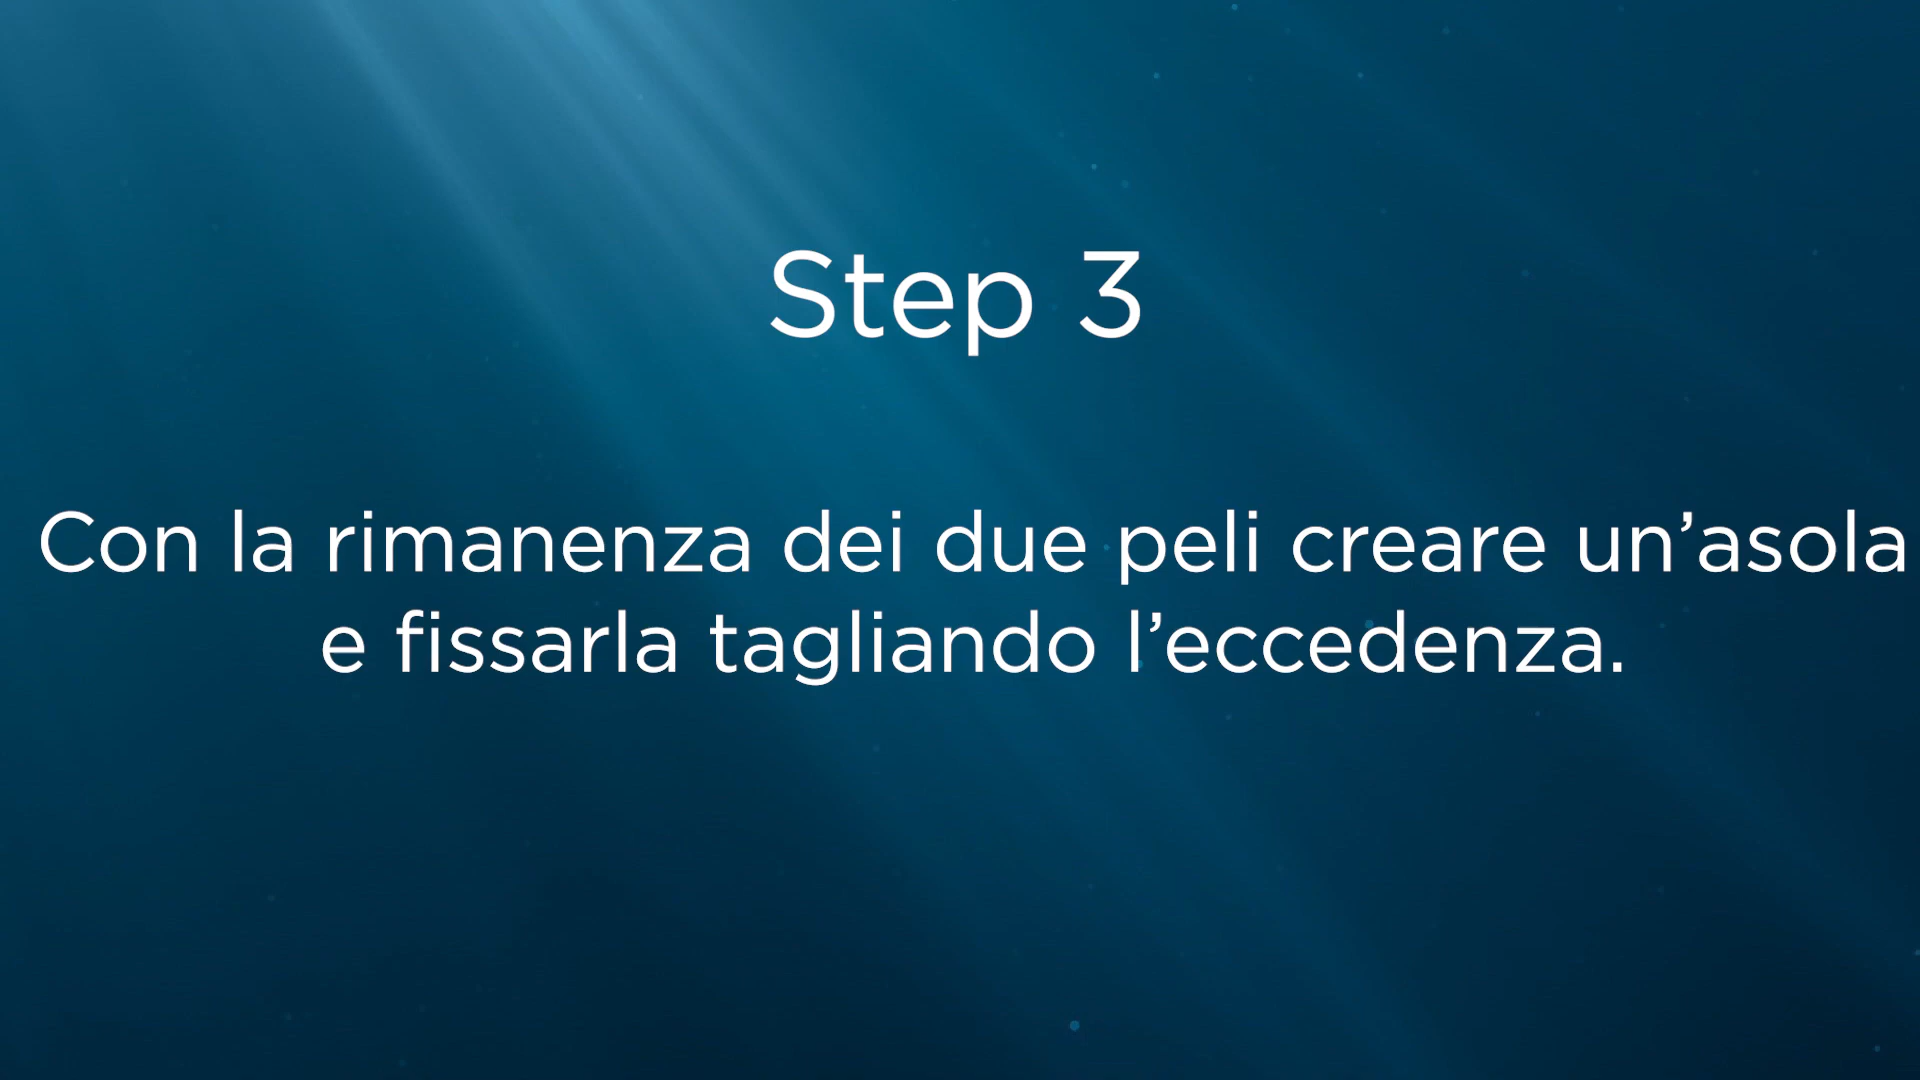 Step 3
Con la rimanenza dei due peli creare un’asola
e fissarla tagliando l’eccedenza.